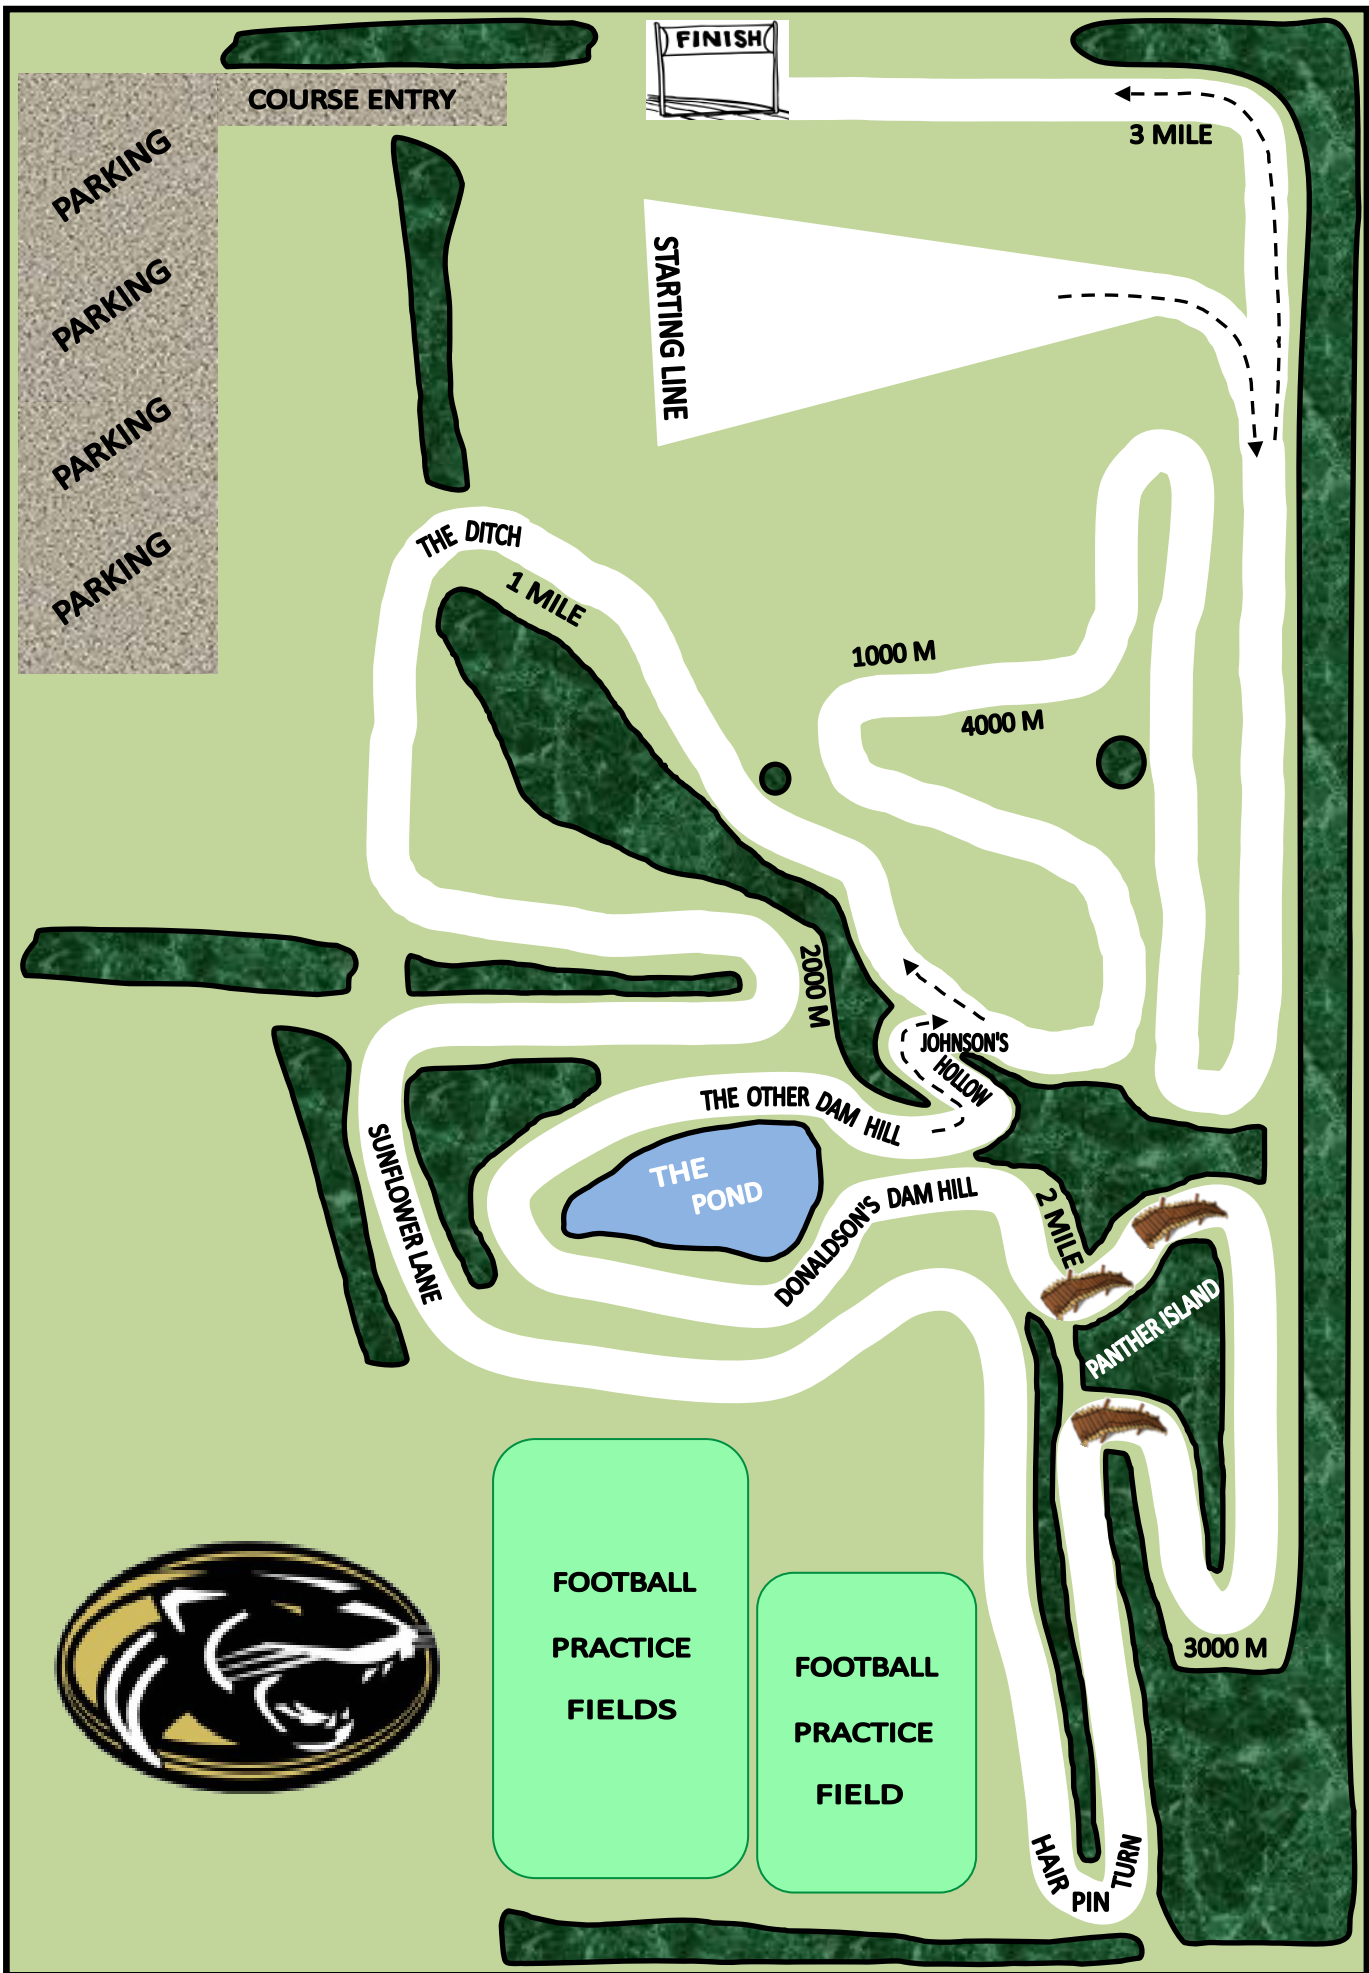 FINISH
COURSE ENTRY
3 MILE
PARKING
PARKING
PARKING
PARKING
STARTING LINE
THE DITCH
1 MILE
1000 M
4000 M
2000 M
JOHNSON'S
HOLLOW
THE OTHER DAM HILL
THE
POND
SUNFLOWER LANE
DONALDSON'S DAM HILL
2 MILE
PANTHER ISLAND
FOOTBALL
PRACTICE
FIELDS
FOOTBALL
PRACTICE
FIELD
3000 M
HAIR
PIN
TURN